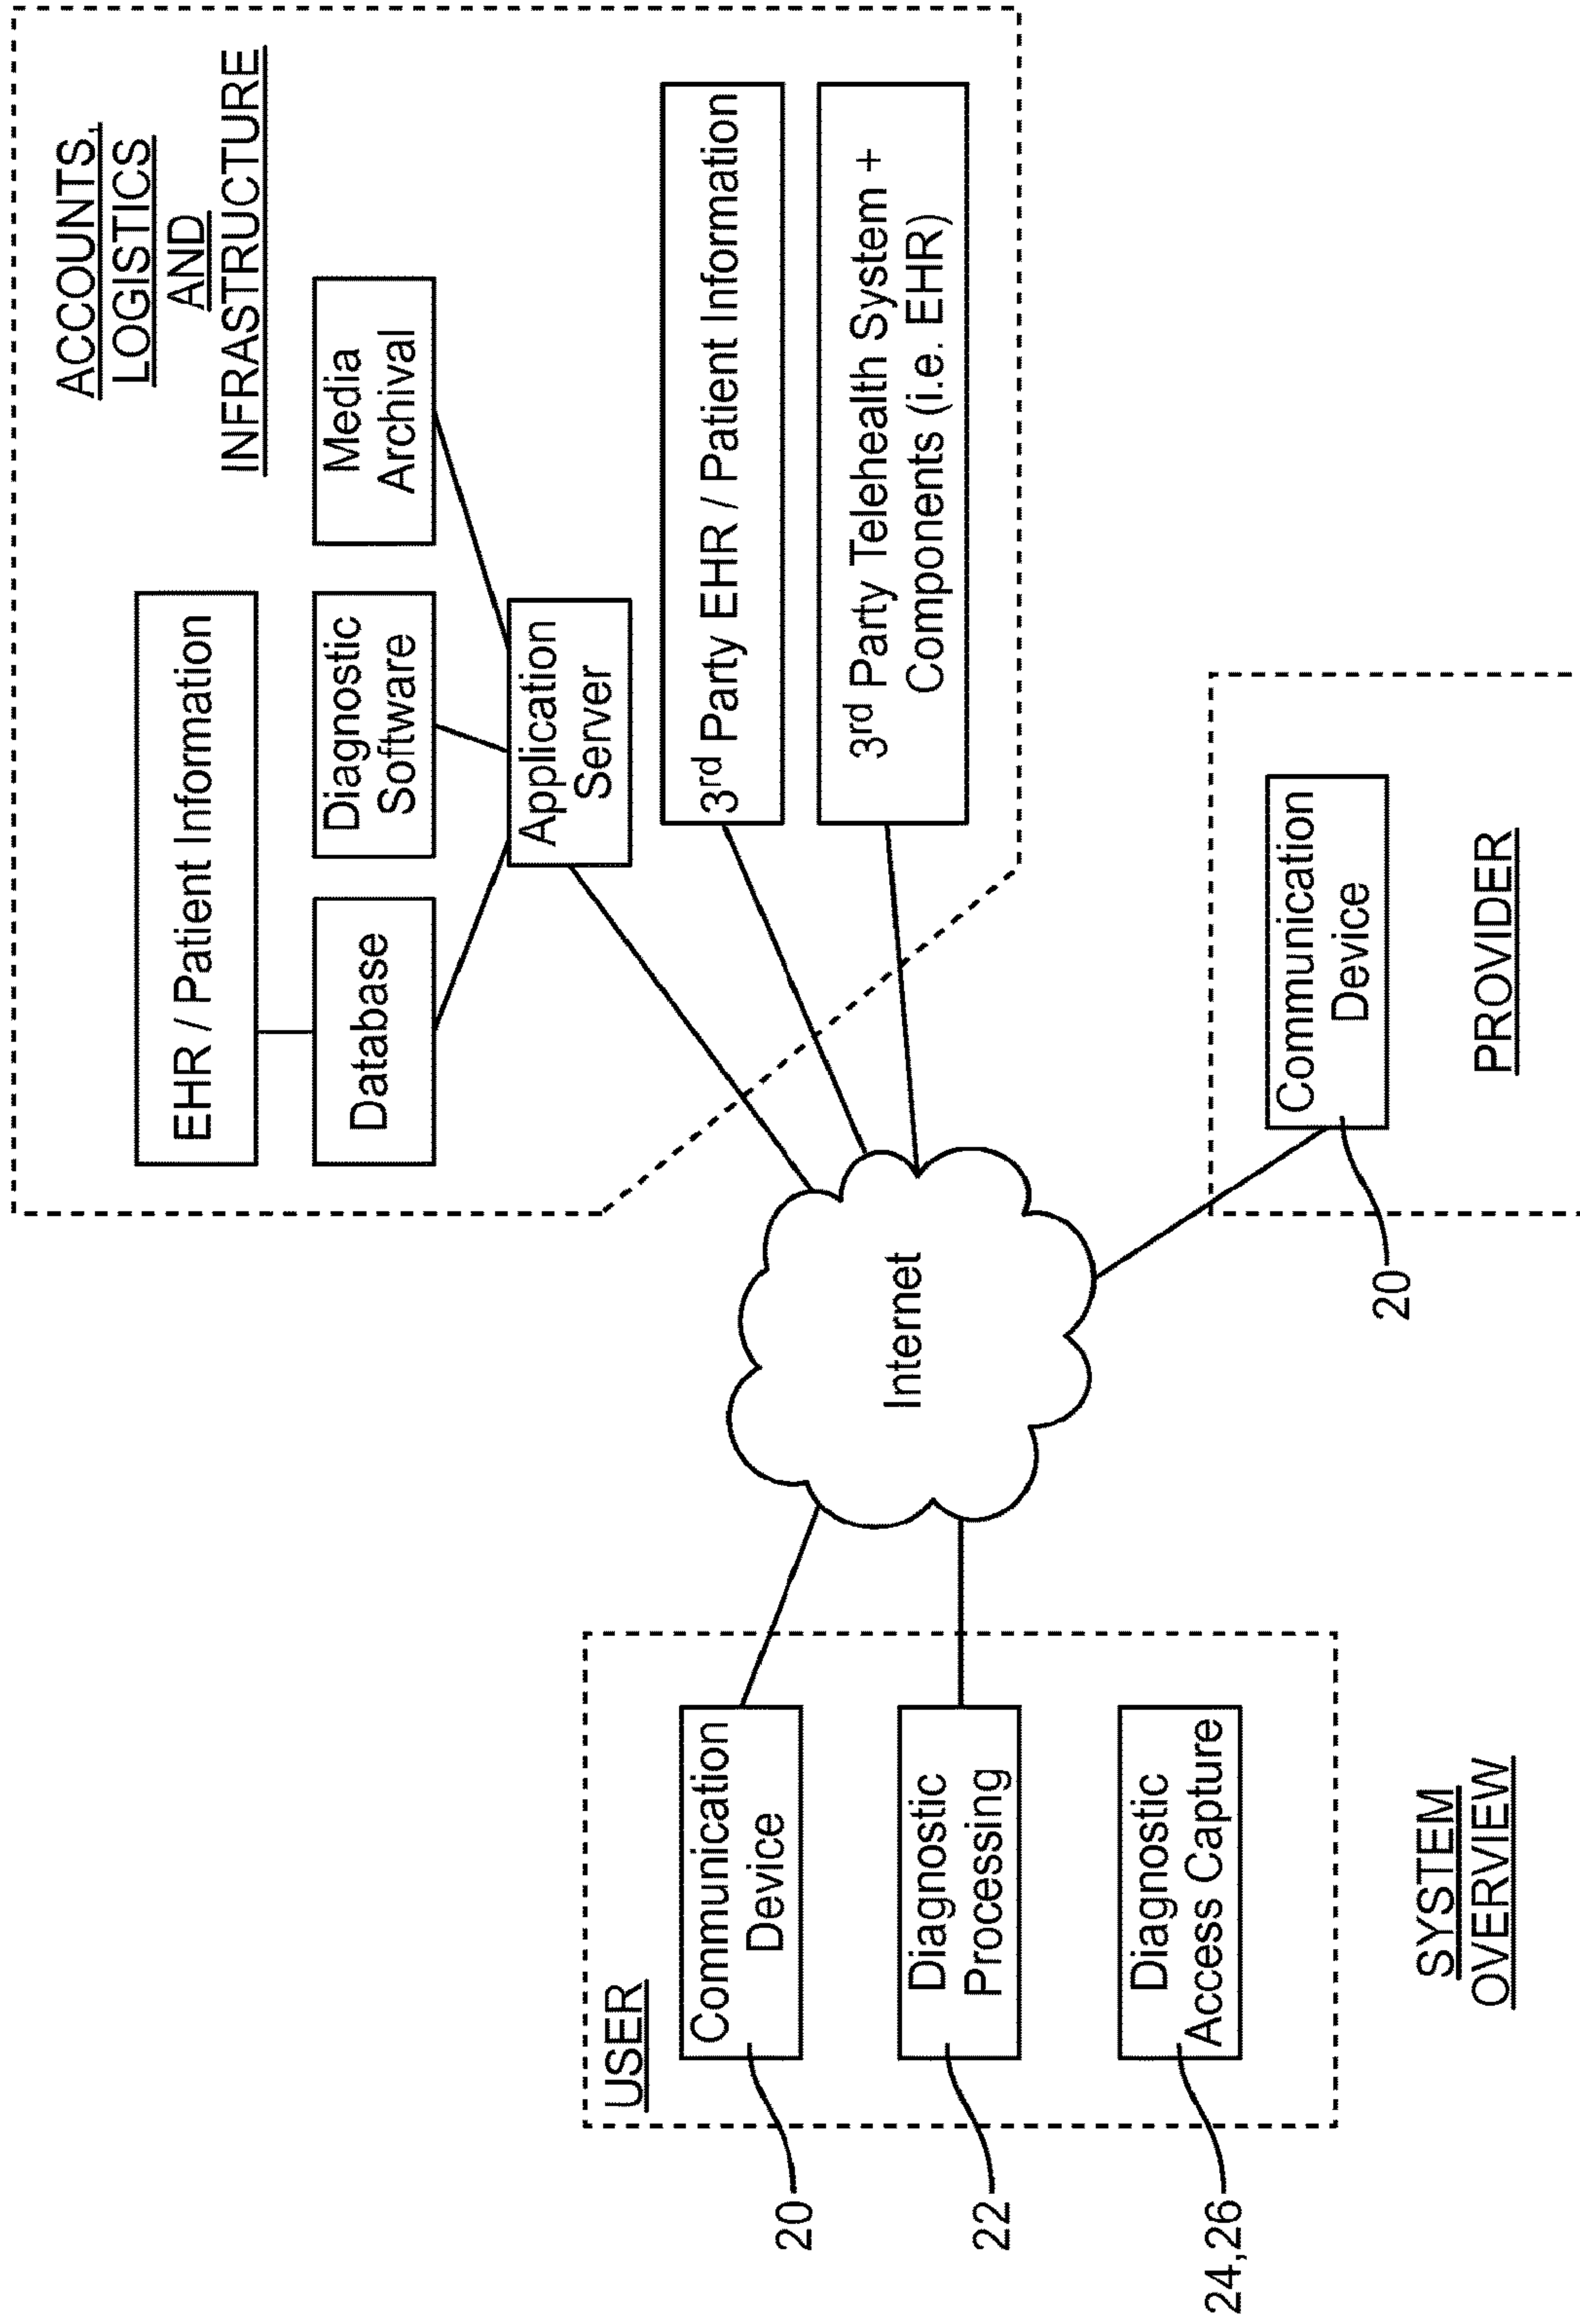 ACCOUNTS,
LOGISTICS
AND
INFRASTRUCTURE
EHR / Patient Information
Database
Diagnostic
Software
Media
Archival
Application
Server
3rd Party EHR / Patient Information
3rd Party Telehealth System +
Components (i.e. EHR)
Internet
USER
Communication
Device
20
Diagnostic
Processing
22
Diagnostic
Access Capture
24,26
Communication
Device
20
PROVIDER
SYSTEM
OVERVIEW